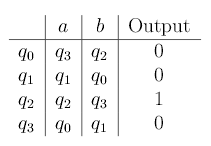 a b Output
q₀ q₃ q₂ 0
q₁ q₁ q₀ 0
q₂ q₂ q₃ 1
q₃ q₀ q₁ 0